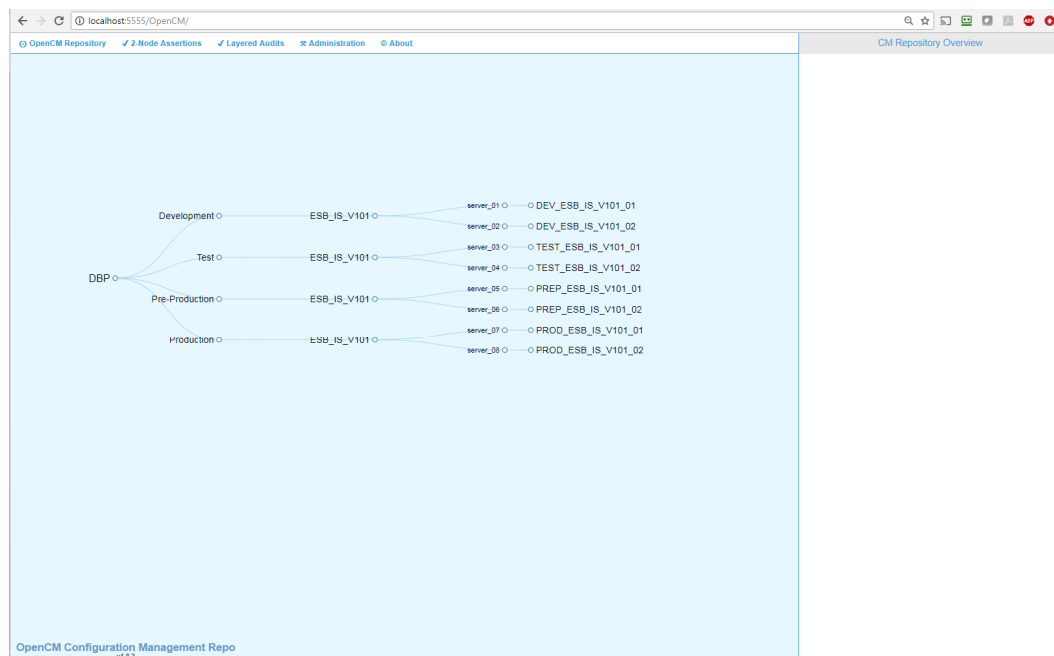 localhost:5555/OpenCM/
OpenCM Repository 2-Node Assertions Layered Audits Administration © About
CM Repository Overview
server_01 DEV_ESB_IS_V101_01
Development ESB_IS_V101
server_02 DEV_ESB_IS_V101_02
server_03 TEST_ESB_IS_V101_01
Test ESB_IS_V101
server_04 TEST_ESB_IS_V101_02
DBP
server_05 PREP_ESB_IS_V101_01
Pre-Production ESB_IS_V101
server_06 PREP_ESB_IS_V101_02
server_07 PROD_ESB_IS_V101_01
Production ESB_IS_V101
server_08 PROD_ESB_IS_V101_02
OpenCM Configuration Management Repo